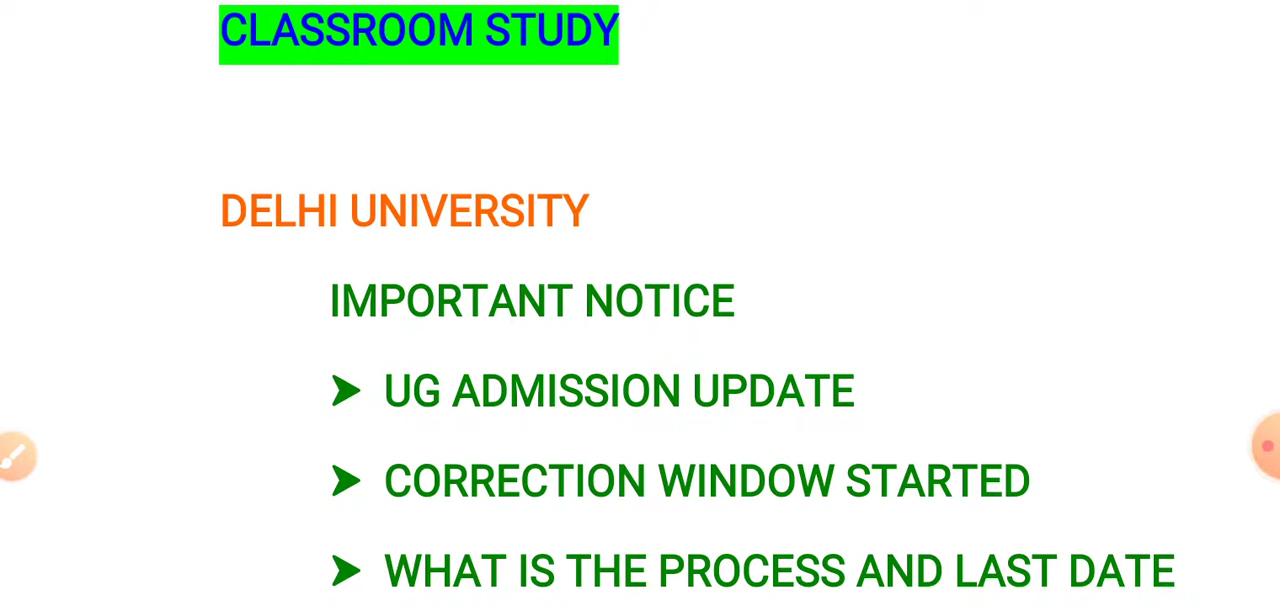 CLASSROOM STUDY
DELHI UNIVERSITY
IMPORTANT NOTICE
➤ UG ADMISSION UPDATE
➤ CORRECTION WINDOW STARTED
➤ WHAT IS THE PROCESS AND LAST DATE